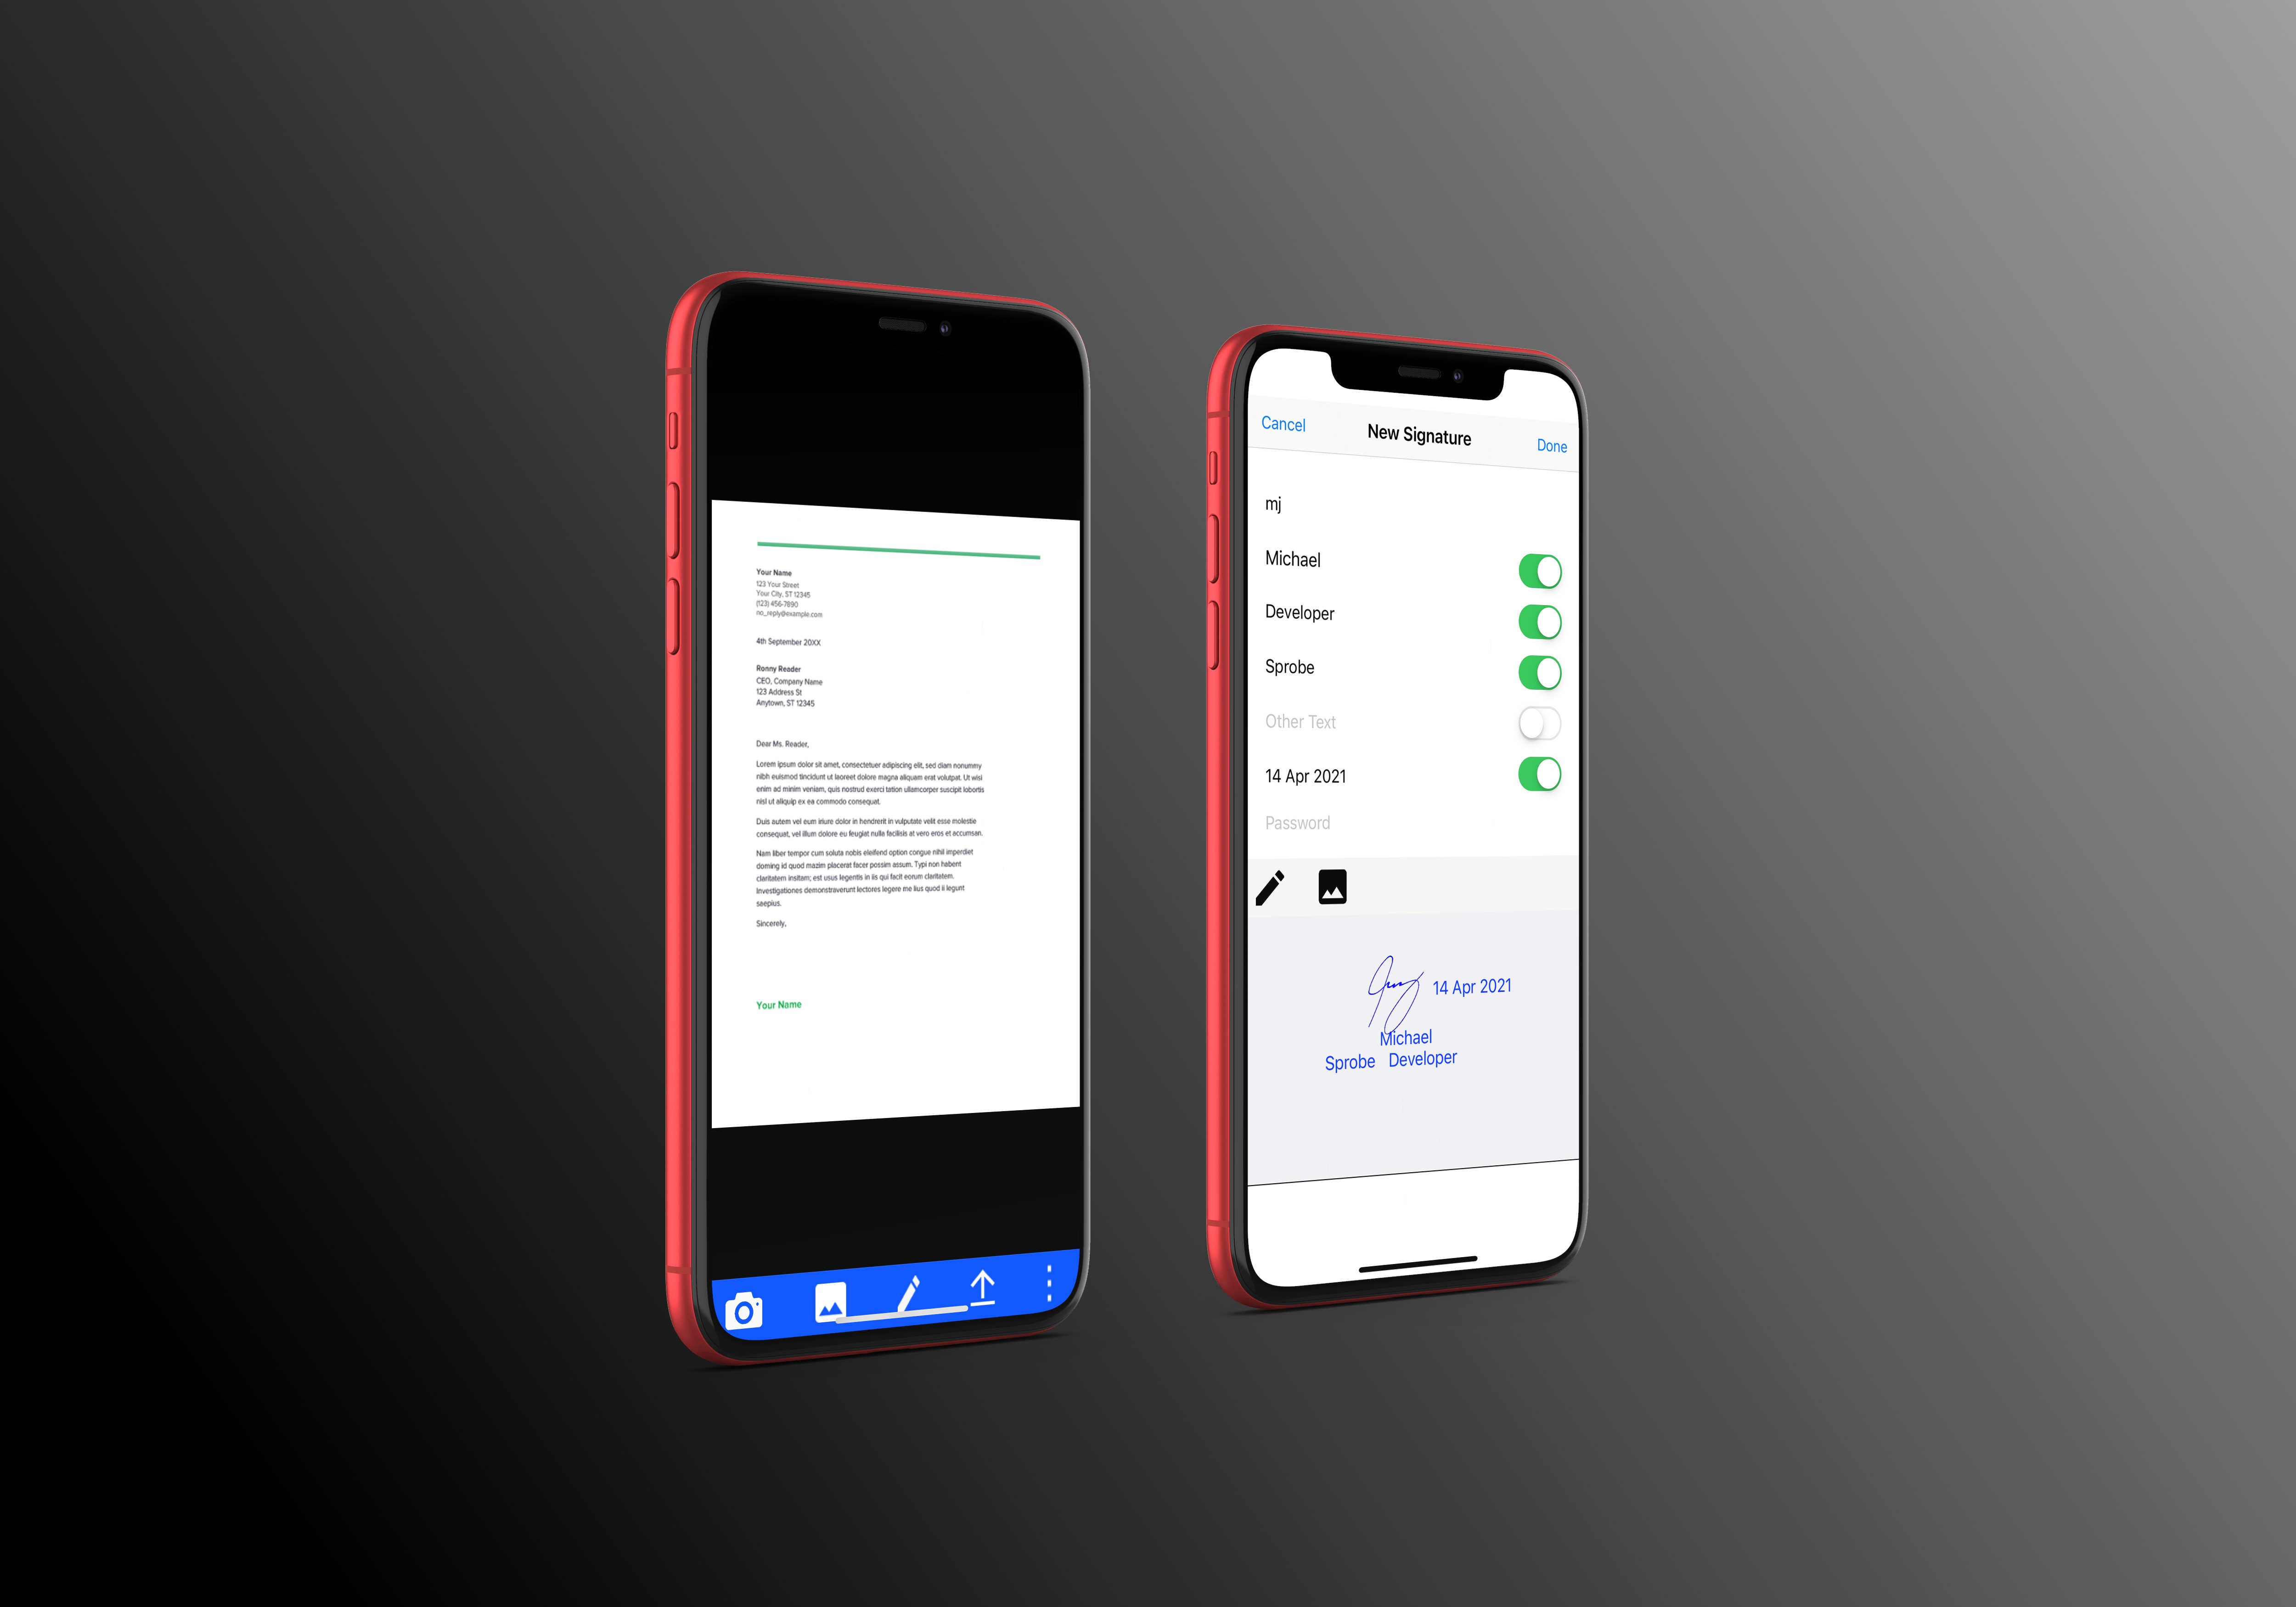 Your Name
123 Your Street
Your City, ST 12345
(123) 456-7890
no_reply@example.com
4th September 20XX
Ronny Reader
CEO, Company Name
123 Address St
Anytown, ST 12345
Dear Ms. Reader,
Lorem ipsum dolor sit amet, consectetuer adipiscing elit, sed diam nonummy
nibh euismod tincidunt ut laoreet dolore magna aliquam erat volutpat. Ut wisi
enim ad minim veniam, quis nostrud exerci tation ullamcorper suscipit lobortis
nisl ut aliquip ex ea commodo consequat.
Duis autem vel eum iriure dolor in hendrerit in vulputate velit esse molestie
consequat, vel illum dolore eu feugiat nulla facilisis at vero eros et accumsan.
Nam liber tempor cum soluta nobis eleifend option congue nihil imperdiet
doming id quod mazim placerat facer possim assum. Typi non habent
claritatem insitam; est usus legentis in iis qui facit eorum claritatem.
Investigationes demonstraverunt lectores legere me lius quod ii legunt
saepius.
Sincerely,
Your Name
Cancel New Signature Done
mj
Michael
Developer
Sprobe
Other Text
14 Apr 2021
Password
14 Apr 2021
Michael
Sprobe Developer